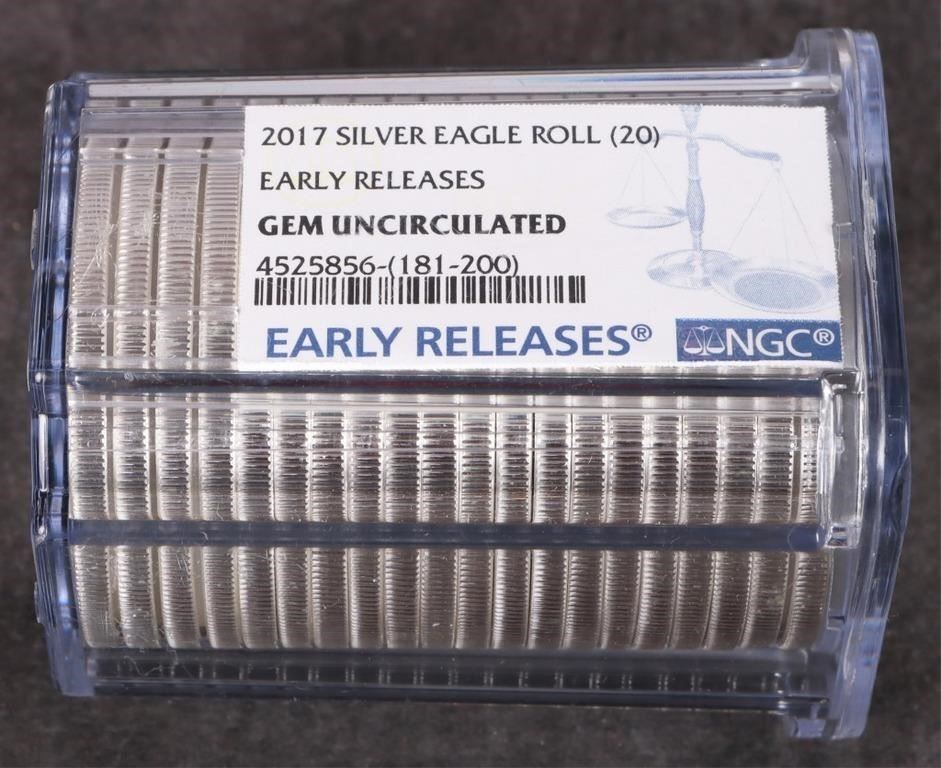 2017 SILVER EAGLE ROLL (20)
EARLY RELEASES
GEM UNCIRCULATED
4525856-(181-200)
EARLY RELEASES® NGC®